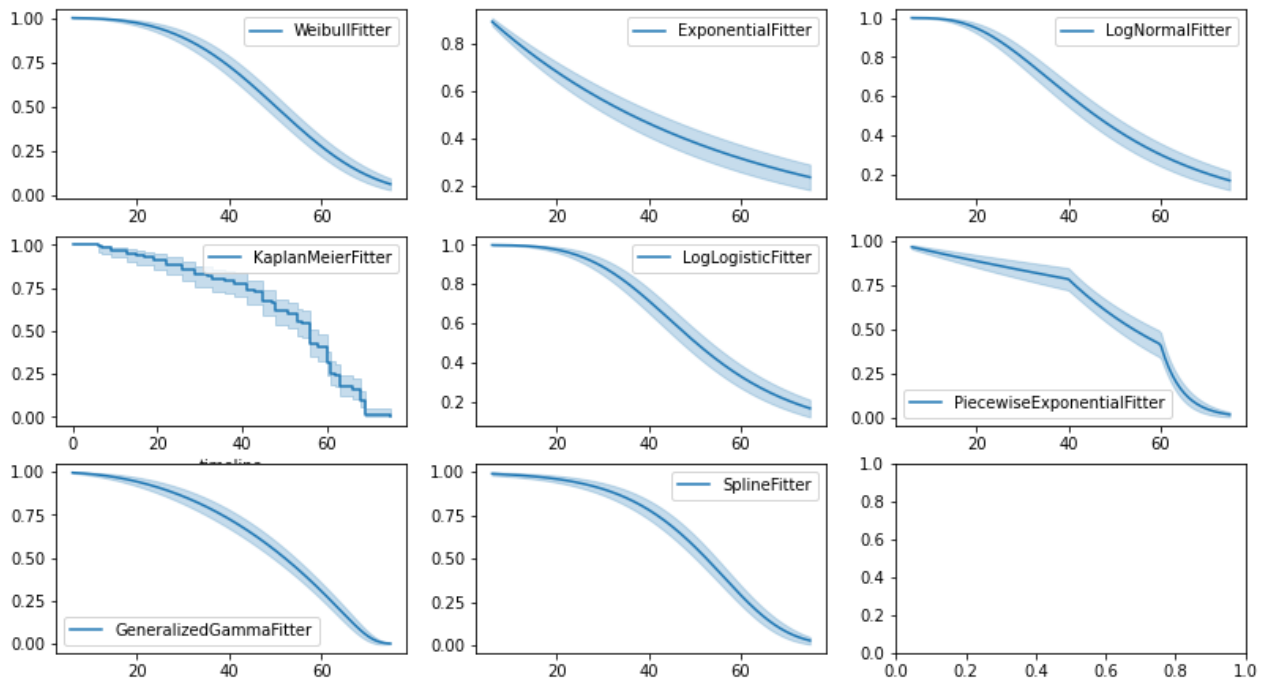 1.00
0.75
0.50
0.25
0.00
20 40 60
WeibullFitter
0.8
0.6
0.4
0.2
20 40 60
ExponentialFitter
1.0
0.8
0.6
0.4
0.2
20 40 60
LogNormalFitter
1.00
0.75
0.50
0.25
0.00
0 20 40 60
KaplanMeierFitter
timeline
1.0
0.8
0.6
0.4
0.2
20 40 60
LogLogisticFitter
1.00
0.75
0.50
0.25
0.00
20 40 60
PiecewiseExponentialFitter
1.00
0.75
0.50
0.25
0.00
20 40 60
GeneralizedGammaFitter
1.00
0.75
0.50
0.25
0.00
20 40 60
SplineFitter
1.0
0.8
0.6
0.4
0.2
0.0
0.0 0.2 0.4 0.6 0.8 1.0